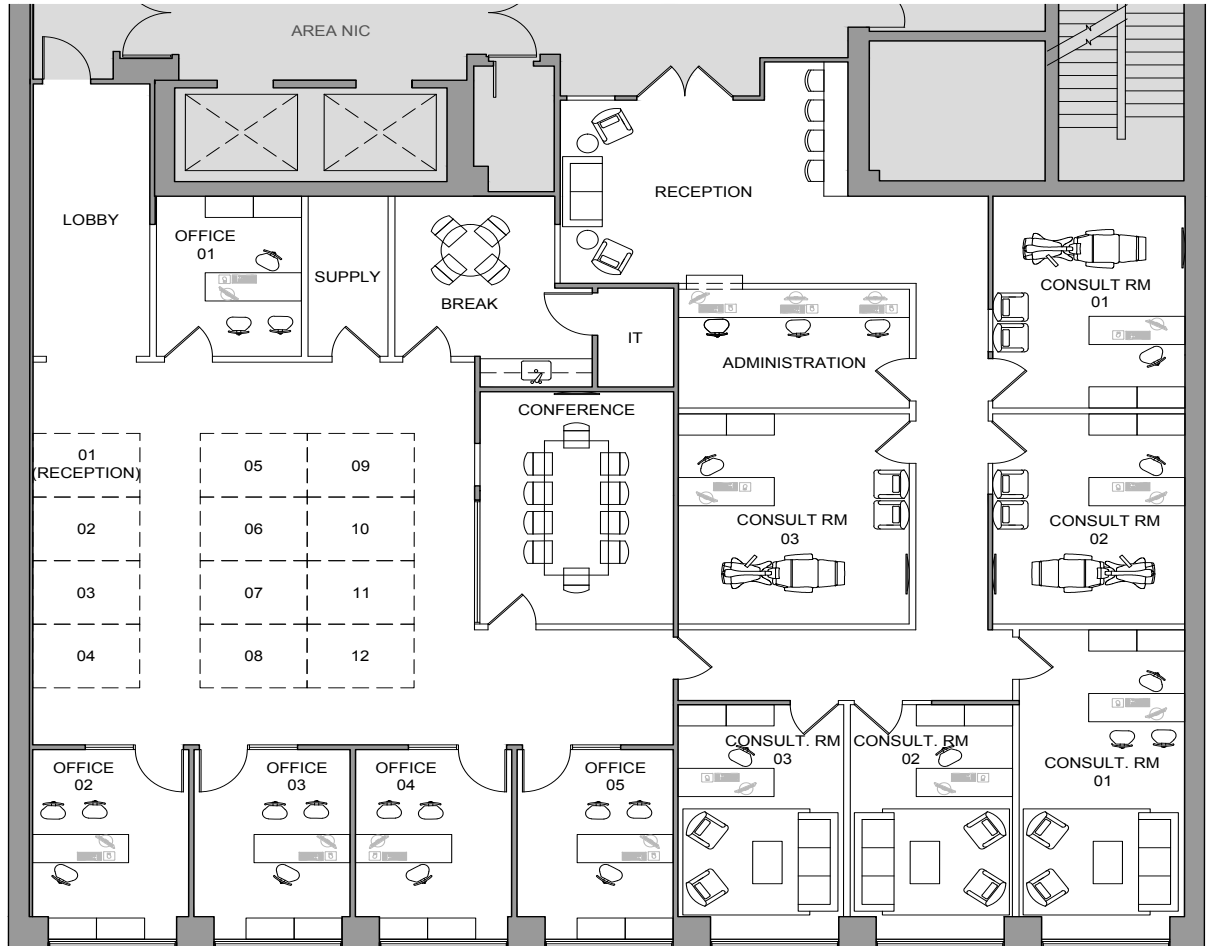 AREA NIC
LOBBY
OFFICE
01
SUPPLY
BREAK
RECEPTION
IT
ADMINISTRATION
CONSULT RM
01
CONFERENCE
01
(RECEPTION)
05
09
02
06
10
03
07
11
04
08
12
CONSULT RM
03
CONSULT RM
02
OFFICE
02
OFFICE
03
OFFICE
04
OFFICE
05
CONSULT. RM
03
CONSULT. RM
02
CONSULT. RM
01
N
N